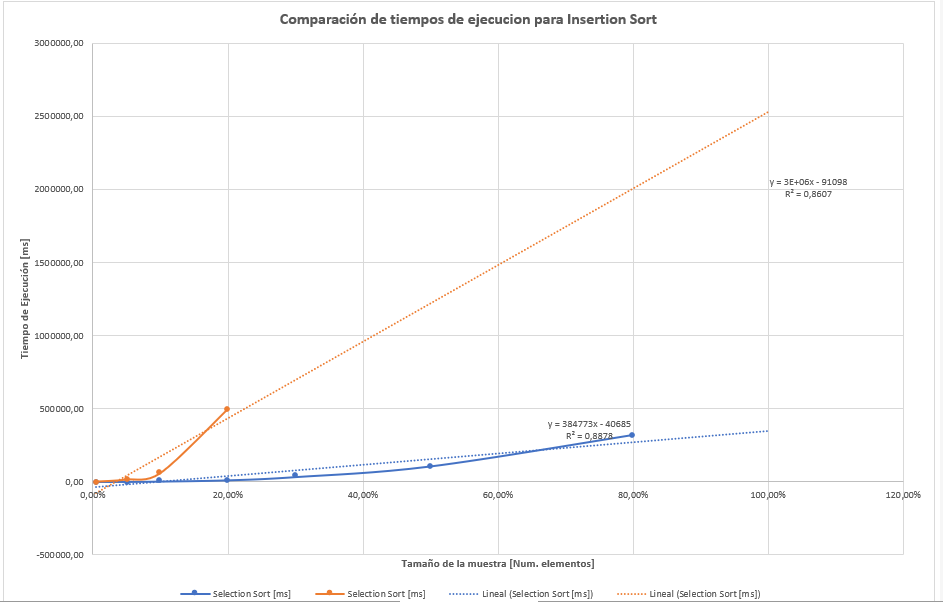 Comparación de tiempos de ejecucion para Insertion Sort
3000000,00
2500000,00
2000000,00
1500000,00
1000000,00
500000,00
0,00
-500000,00
Tiempo de Ejecución [ms]
y = 3E+06x - 91098
R² = 0,8607
y = 384773x - 40685
R² = 0,8878
0,00% 20,00% 40,00% 60,00% 80,00% 100,00% 120,00%
Tamaño de la muestra [Num. elementos]
Selection Sort [ms] Selection Sort [ms] Lineal (Selection Sort [ms]) Lineal (Selection Sort [ms])